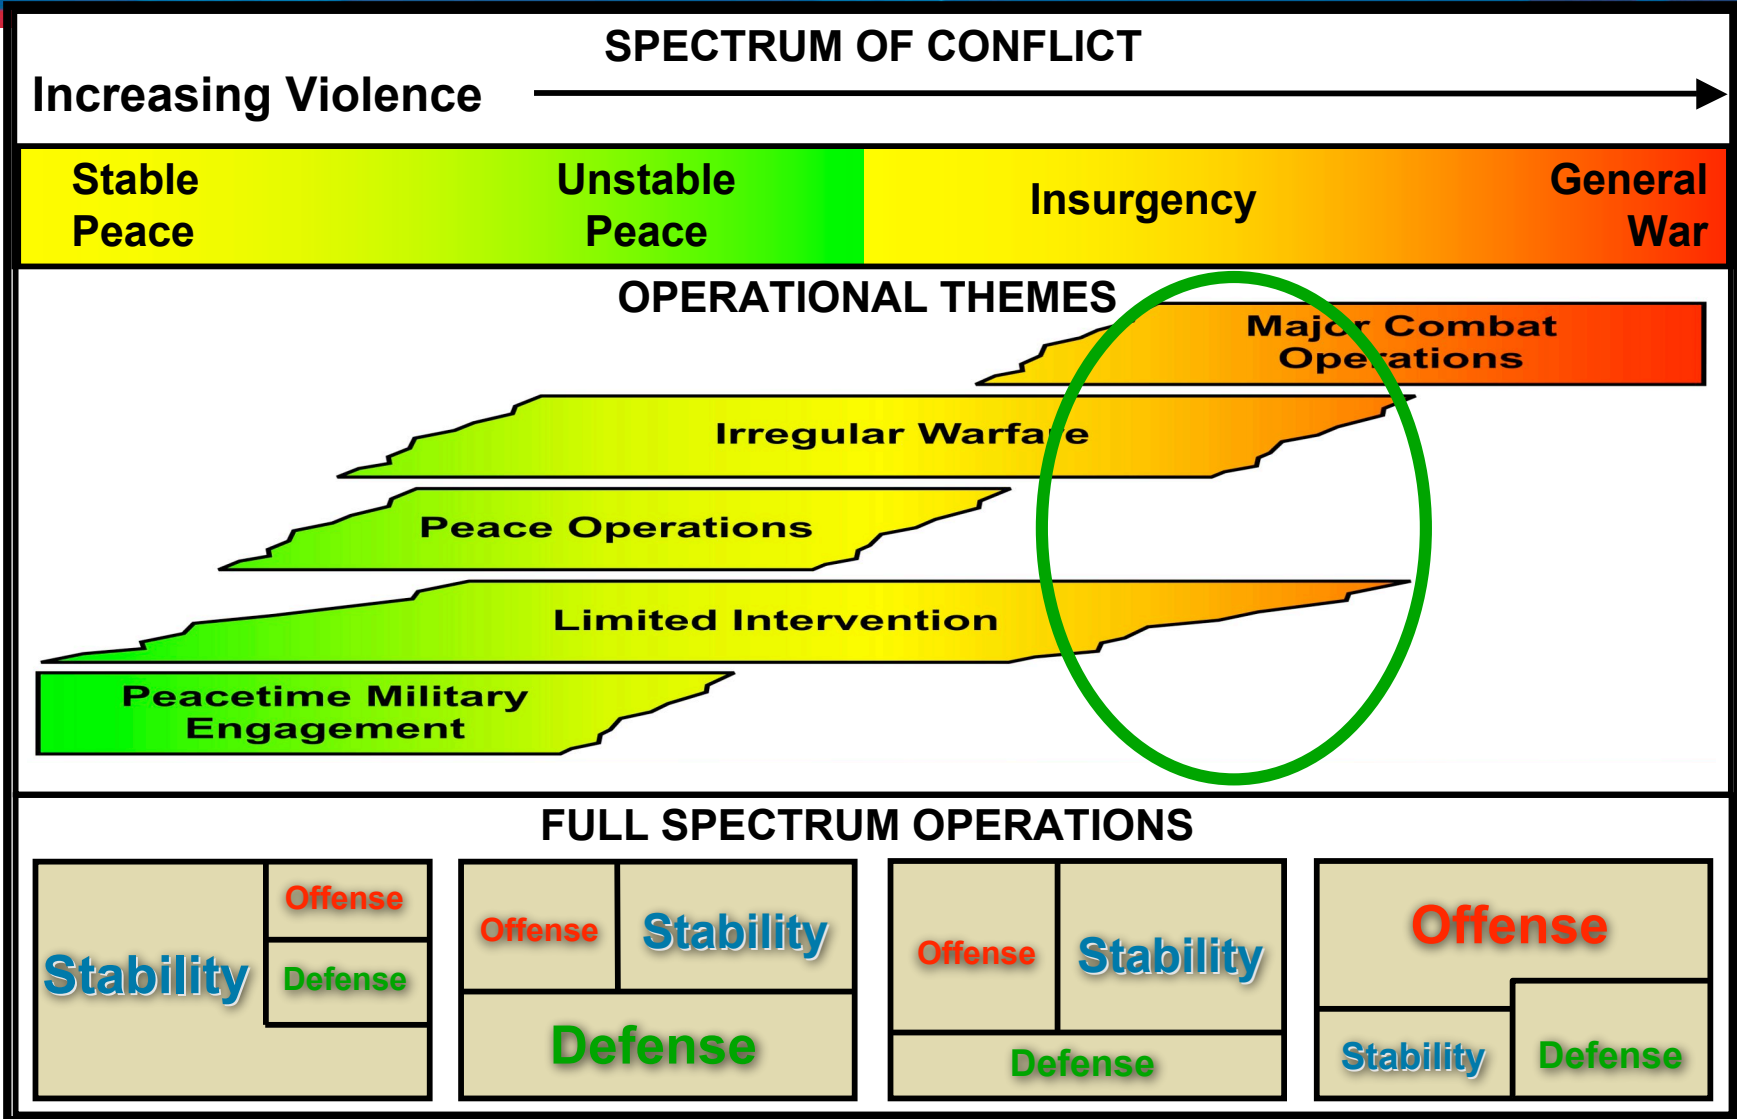 SPECTRUM OF CONFLICT
Increasing Violence
Stable
Peace
Unstable
Peace
Insurgency
General
War
OPERATIONAL THEMES
Major Combat
Operations
Irregular Warfare
Peace Operations
Limited Intervention
Peacetime Military
Engagement
FULL SPECTRUM OPERATIONS
Stability
Offense
Defense
Offense
Stability
Defense
Offense
Stability
Defense
Offense
Stability
Defense